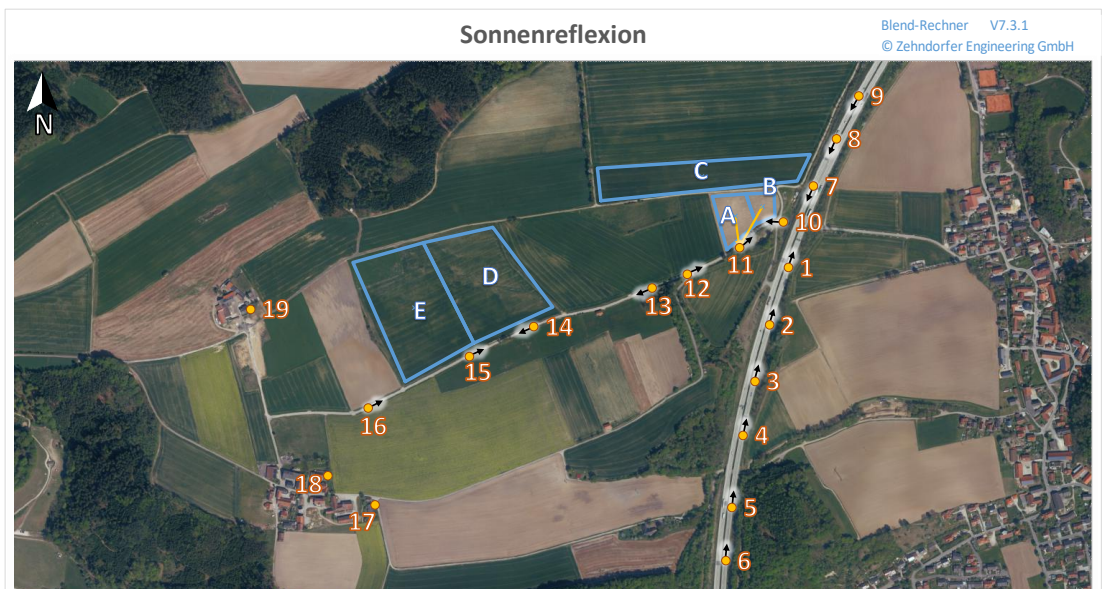 Sonnenreflexion
Blend-Rechner V7.3.1
© Zehndorfer Engineering GmbH
N
9
8
C
7
B
A
10
11
1
12
D
13
19
E
14
2
15
3
16
4
18
17
5
6